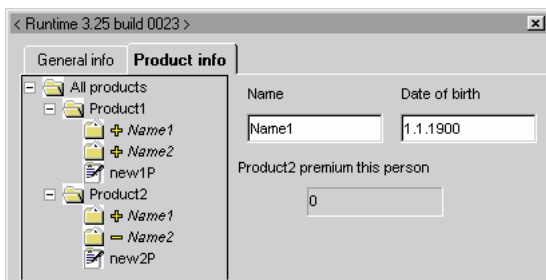 < Runtime 3.25 build 0023 >
General info Product info
All products
Product1
Name1
Name2
new1P
Product2
Name1
Name2
new2P
Name Date of birth
Name1 1.1.1900
Product2 premium this person
0